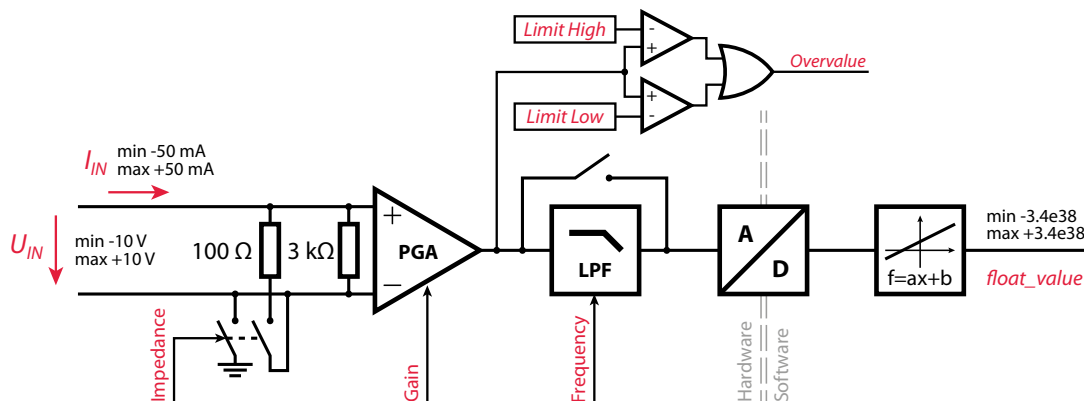 Limit High
-
+
Overvalue
+
-
Limit Low
I_IN
min -50 mA
max +50 mA
U_IN
min -10 V
max +10 V
100 Ω
3 kΩ
+
PGA
−
LPF
A
D
f=ax+b
min -3.4e38
max +3.4e38
float_value
Impedance
Gain
Frequency
Hardware
Software